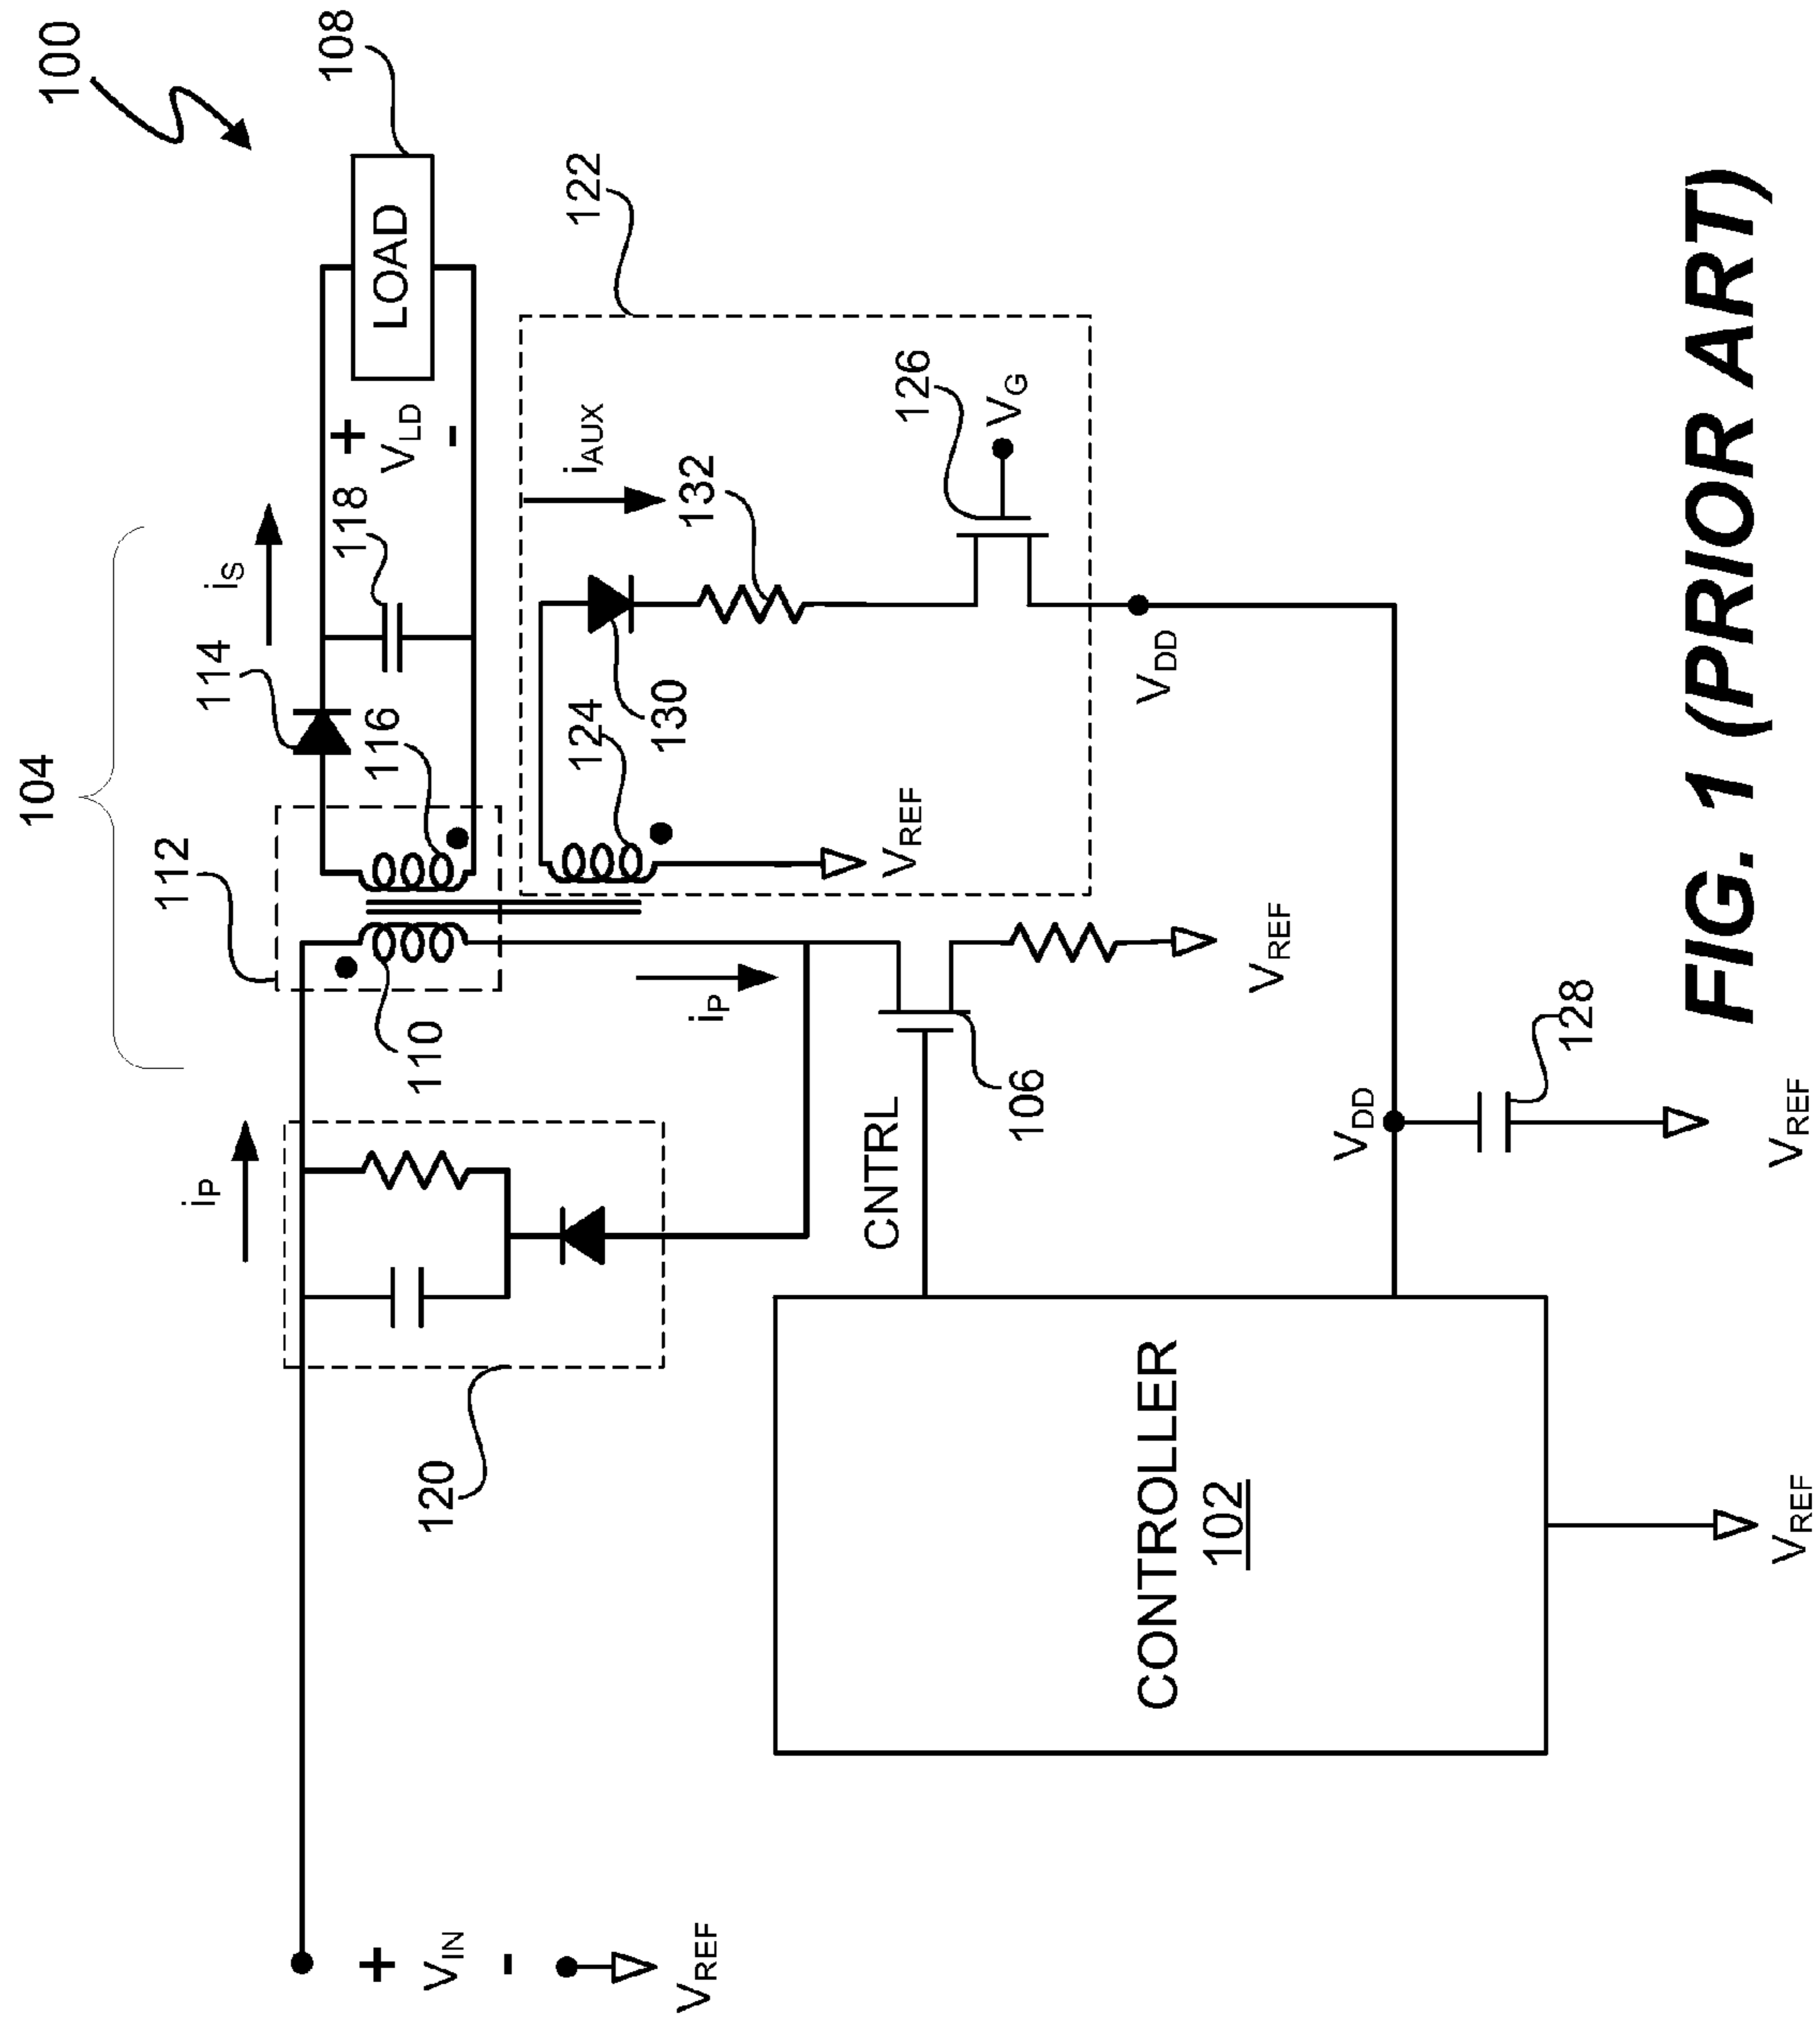 100
104
112
114
i_S
108
LOAD
i_P
116
118
+
V_LD
-
110
122
120
i_P
124
130
i_AUX
132
126
V_G
V_REF
+
V_IN
-
V_REF
CNTRL
106
V_REF
V_DD
CONTROLLER
102
V_DD
128
V_REF
V_REF
FIG. 1 (PRIOR ART)